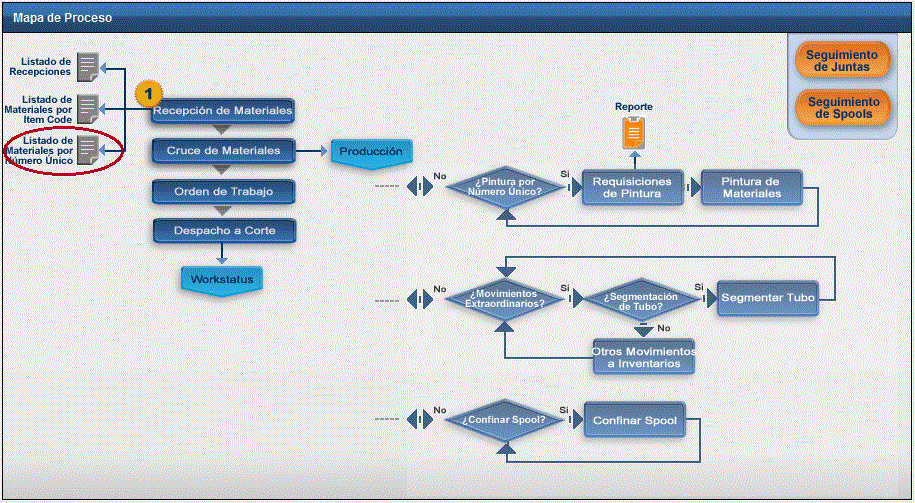 Mapa de Proceso
Listado de
Recepciones
Listado de
Materiales por
Item Code
Listado de
Materiales por
Número Único
1
Recepción de Materiales
Cruce de Materiales
Producción
Orden de Trabajo
Despacho a Corte
Workstatus
Seguimiento
de Juntas
Seguimiento
de Spools
Reporte
No
¿Pintura por
Número Único?
Si
Requisiciones
de Pintura
Pintura de
Materiales
No
¿Movimientos
Extraordinarios?
Si
¿Segmentación
de Tubo?
Si
Segmentar Tubo
No
Otros Movimientos
a Inventarios
No
¿Confinar Spool?
Si
Confinar Spool